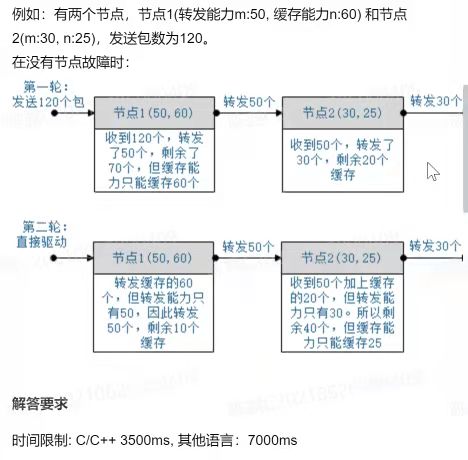 例如：有两个节点，节点1(转发能力m:50, 缓存能力n:60) 和节点
2(m:30, n:25)，发送包数为120。
在没有节点故障时：
第一轮：
发送120个包
节点1(50,60)
收到120个，转发
了50个，剩余了
70个，但缓存能
力只能缓存60个
转发50个
节点2(30,25)
收到50个，转发了
30个，剩余20个
缓存
转发30个
第二轮：
直接驱动
节点1(50,60)
转发缓存的60
个，但转发能力只
有50，因此转发
50个，剩余10个
缓存
转发50个
节点2(30,25)
收到50个加上缓存
的20个，但转发能
力只有30。所以剩
余40个，但缓存能
力只能缓存25
转发30个
解答要求
时间限制: C/C++ 3500ms, 其他语言：7000ms